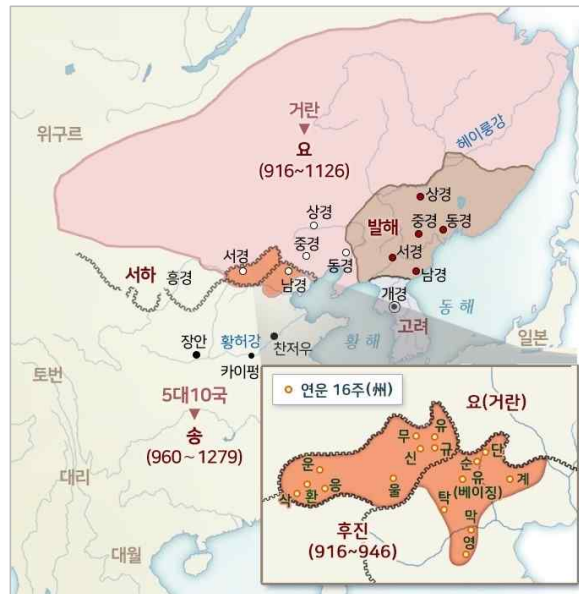 거란
위구르
요
(916~1126)
헤이룽강
상경
발해
중경
동경
상경
중경
서경
서경
동경
남경
서하
흥경
남경
개경
동해
고려
장안
황허강
찬저우
황해
일본
카이펑
토번
5대10국
송
(960~1279)
대리
대월
연운 16주(州)
요(거란)
무
유
신
규
단
순
운
유
(베이징)
계
삭
환
응
울
탁
막
영
후진
(916~946)